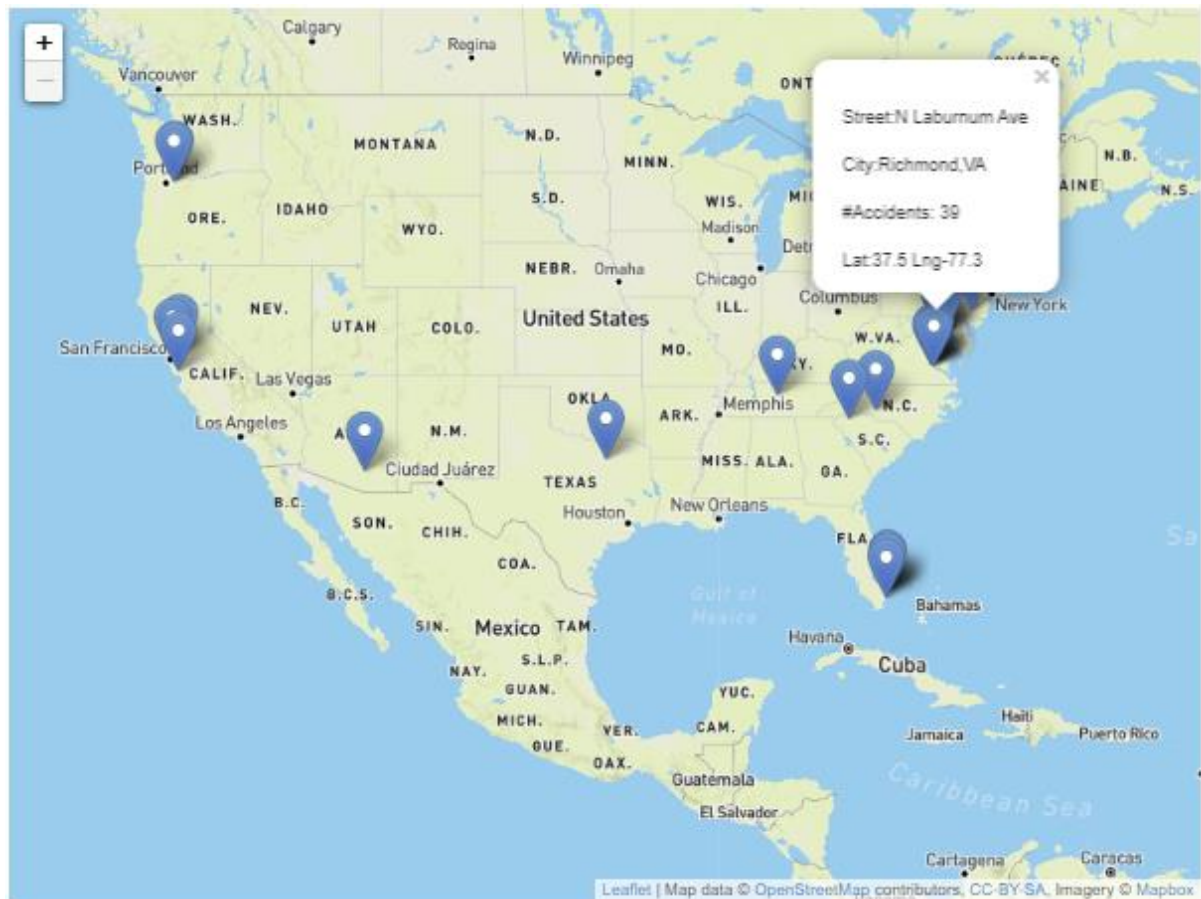 +
−
×
Street:N Laburnum Ave
City:Richmond,VA
#Accidents: 39
Lat:37.5 Lng-77.3
Calgary
Regina
Winnipeg
ONT
QUÉBEC
Vancouver
WASH.
MONTANA
N.D.
MINN.
N.B.
AINE
N.S.
Portland
ORE.
IDAHO
S.D.
WIS.
MI
WYO.
Madison
Det
NEBR.
Omaha
Chicago
Columbus
New York
NEV.
UTAH
COLO.
United States
ILL.
W.VA.
San Francisco
CALIF.
Las Vegas
MO.
Y.
OKLA
ARK.
Memphis
N.C.
Los Angeles
A
N.M.
S.C.
Ciudad Juárez
TEXAS
MISS.
ALA.
GA.
B.C.
SON.
CHIH.
Houston
New Orleans
FLA
Sa
COA.
B.C.S.
Gulf of
Mexico
Bahamas
SIN.
Mexico
TAM.
Havana
Cuba
NAY.
S.L.P.
GUAN.
YUC.
MICH.
VER.
CAM.
Haiti
GUE.
Jamaica
Puerto Rico
OAX.
Guatemala
Caribbean Sea
El Salvador
Cartagena
Caracas
Leaflet | Map data © OpenStreetMap contributors, CC-BY-SA, Imagery © Mapbox